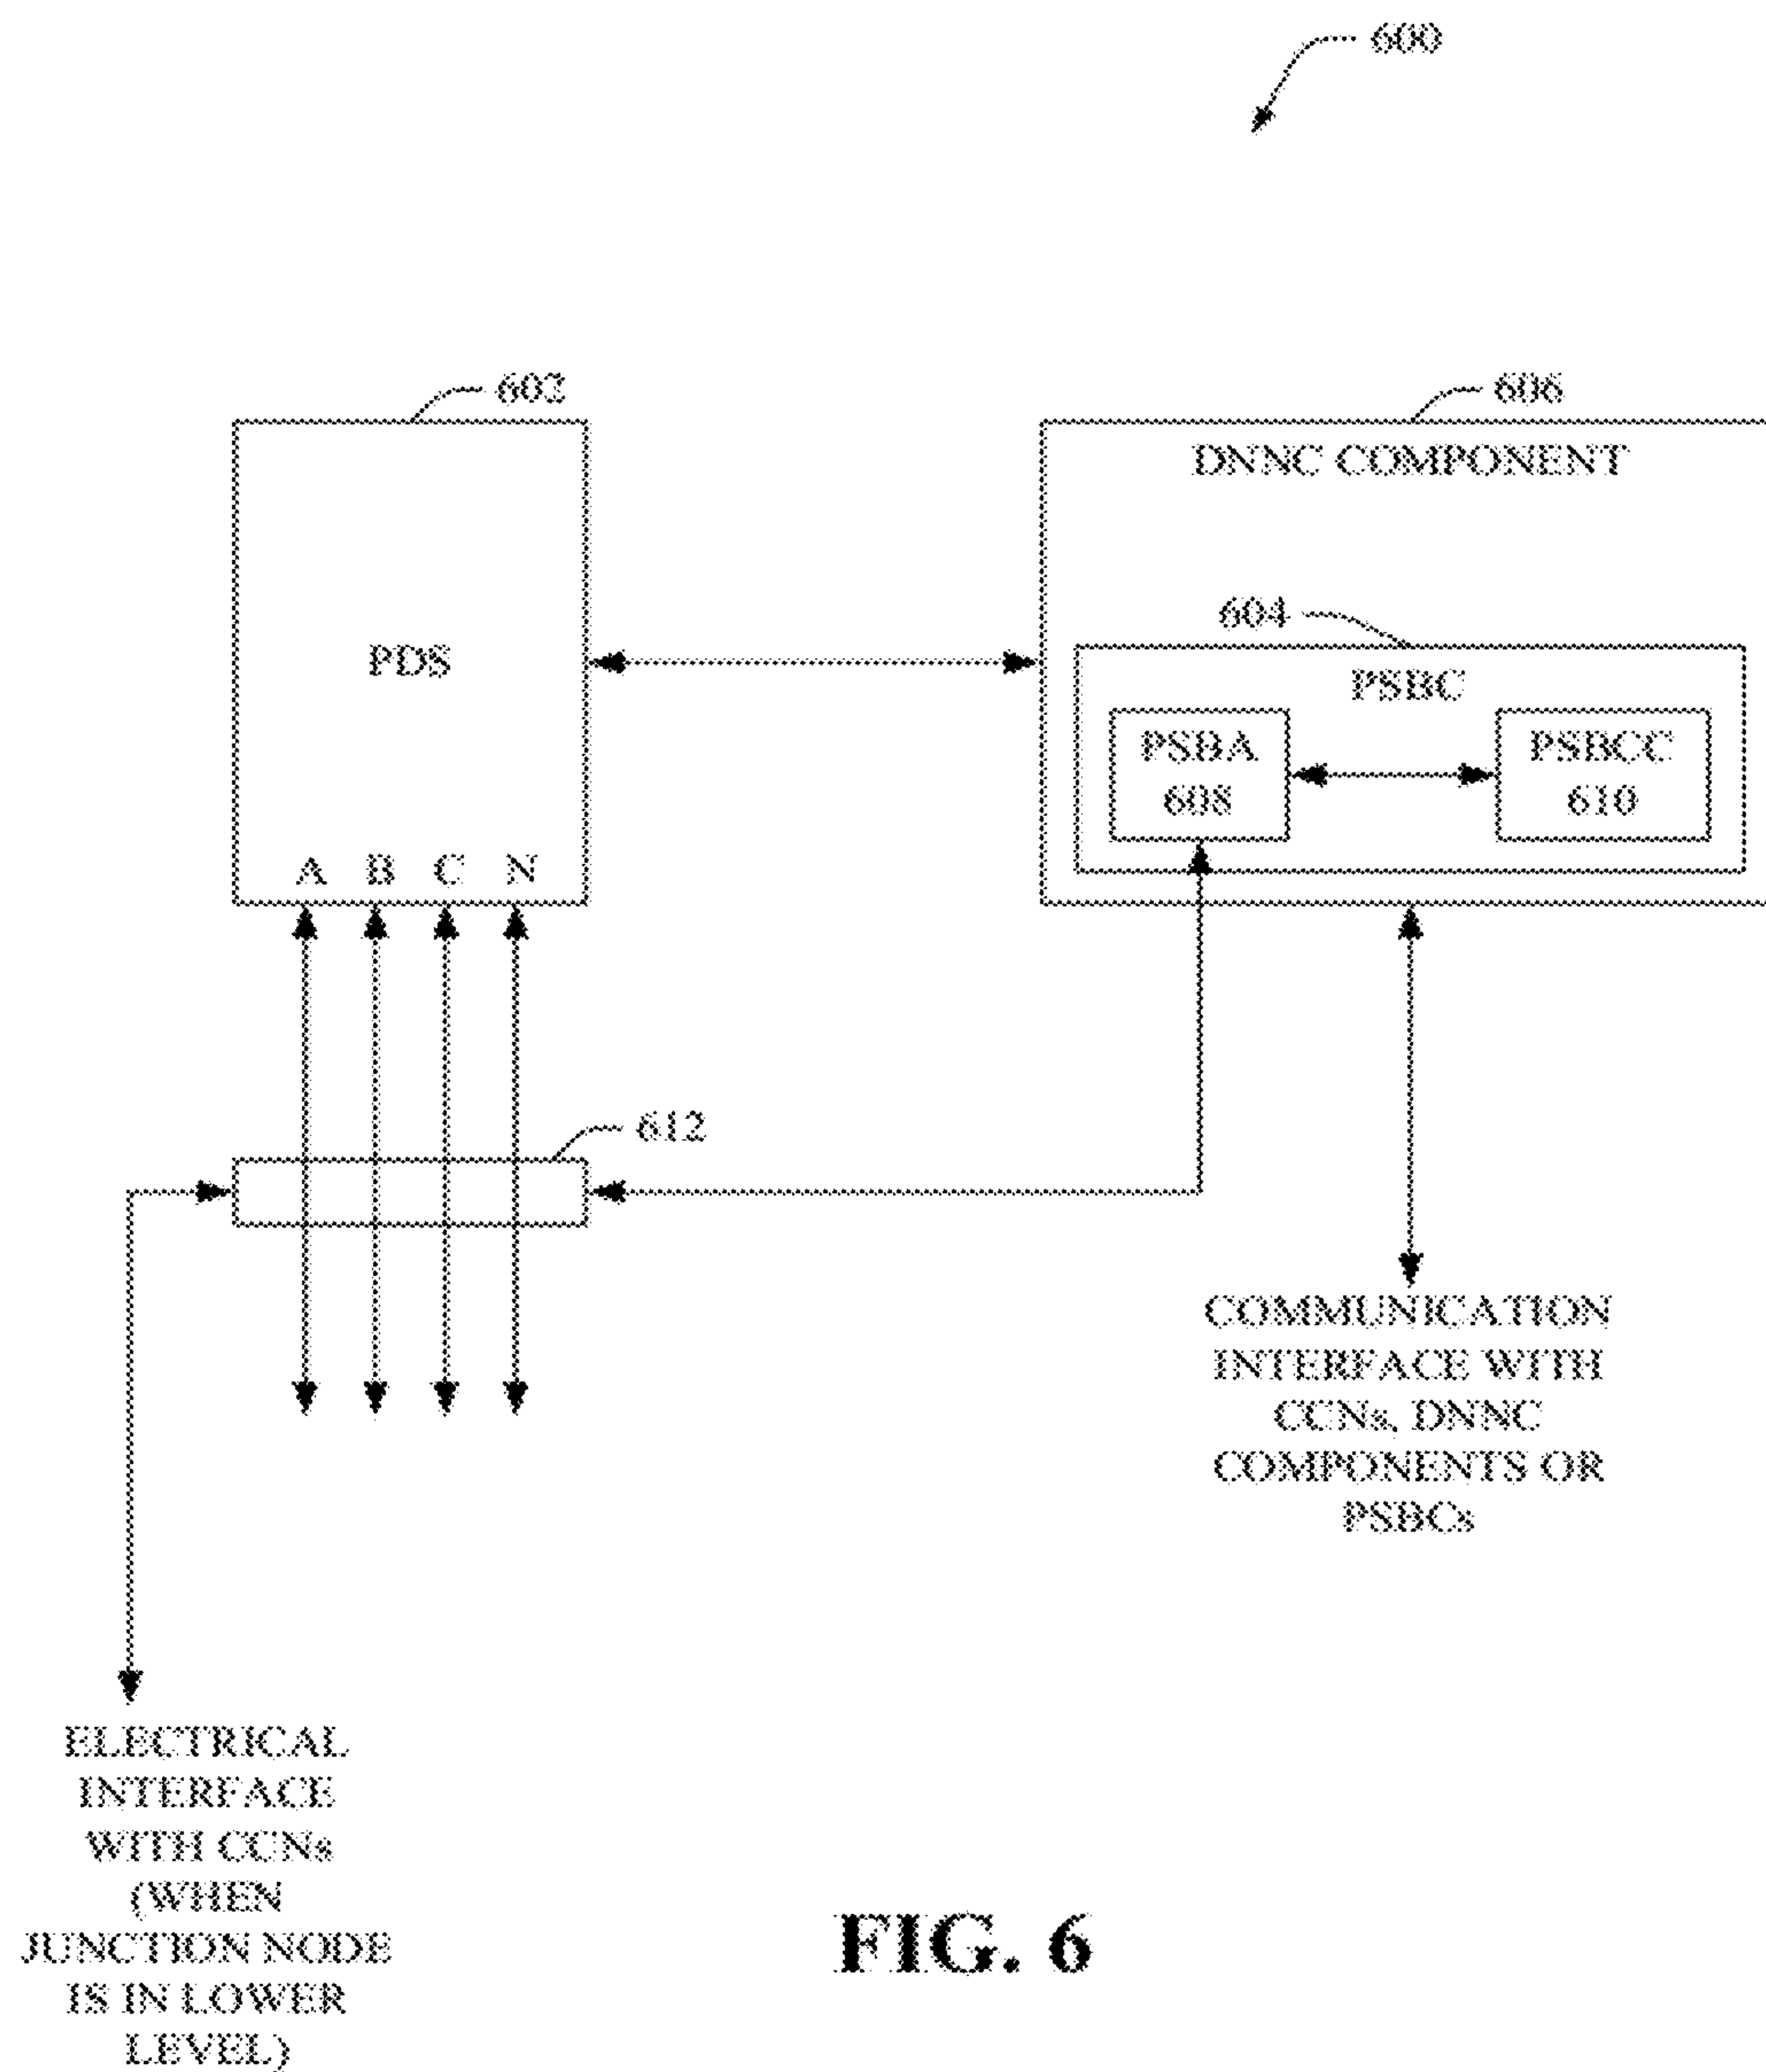 600
602
606
DNNC COMPONENT
604
PDS
PSBC
PSBA
608
PSBCC
610
A B C N
612
COMMUNICATION
INTERFACE WITH
CCNs, DNNC
COMPONENTS OR
PSBCs
ELECTRICAL
INTERFACE
WITH CCNs
(WHEN
JUNCTION NODE
IS IN LOWER
LEVEL)
FIG. 6